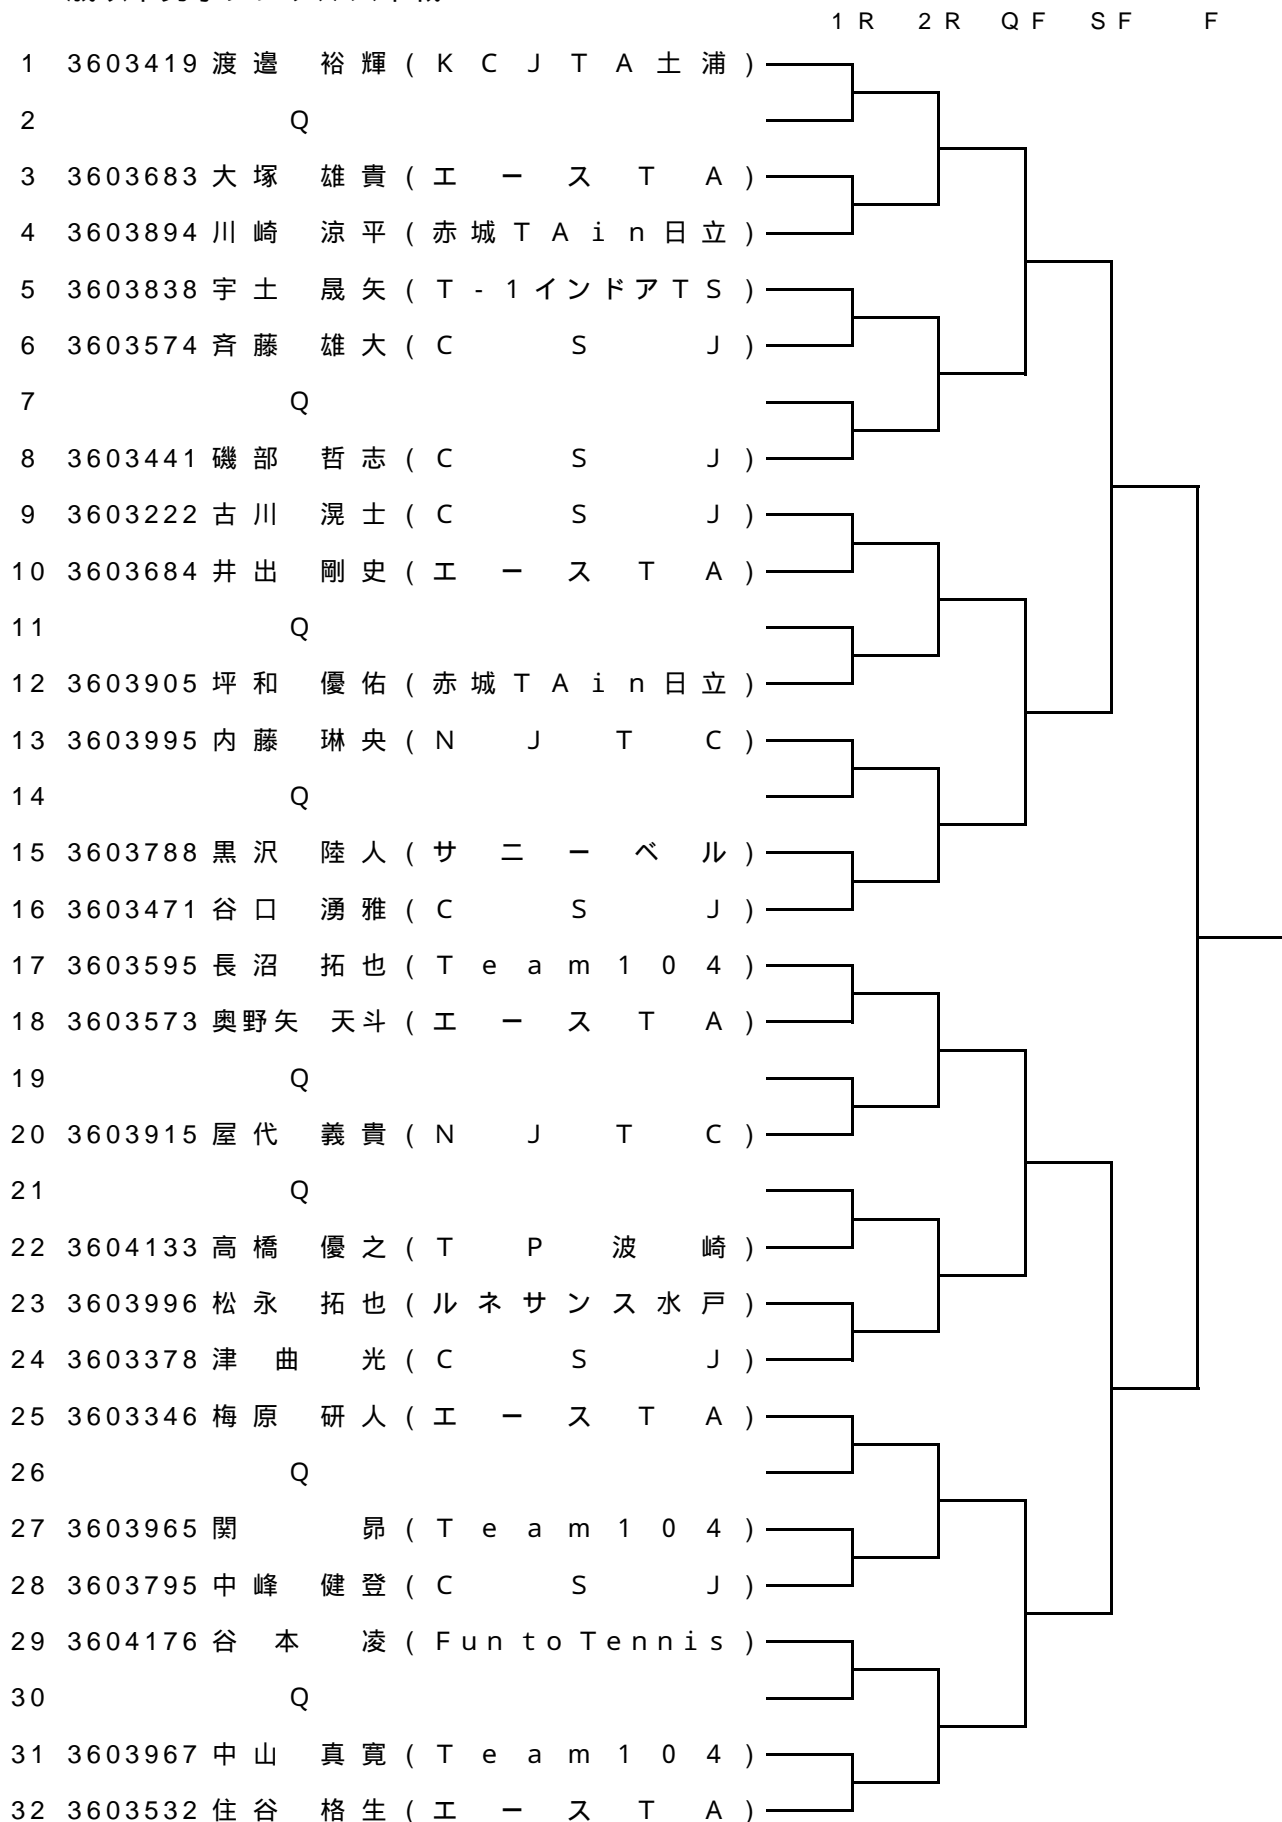 1R 2R QF SF F
1 3603419 渡邉 裕輝 (KCJTA土浦)
2 Q
3 3603683 大塚 雄貴 (エースTA)
4 3603894 川崎 涼平 (赤城TAin日立)
5 3603838 宇土 晟矢 (T-1インドアTS)
6 3603574 斉藤 雄大 (CSJ)
7 Q
8 3603441 磯部 哲志 (CSJ)
9 3603222 古川 滉士 (CSJ)
10 3603684 井出 剛史 (エースTA)
11 Q
12 3603905 坪和 優佑 (赤城TAin日立)
13 3603995 内藤 琳央 (NJTC)
14 Q
15 3603788 黒沢 陸人 (サニーベル)
16 3603471 谷口 湧雅 (CSJ)
17 3603595 長沼 拓也 (Team104)
18 3603573 奥野矢 天斗 (エースTA)
19 Q
20 3603915 屋代 義貴 (NJTC)
21 Q
22 3604133 高橋 優之 (TP波崎)
23 3603996 松永 拓也 (ルネサンス水戸)
24 3603378 津曲 光 (CSJ)
25 3603346 梅原 研人 (エースTA)
26 Q
27 3603965 関 昴 (Team104)
28 3603795 中峰 健登 (CSJ)
29 3604176 谷本 凌 (Fun to Tennis)
30 Q
31 3603967 中山 真寛 (Team104)
32 3603532 住谷 格生 (エースTA)